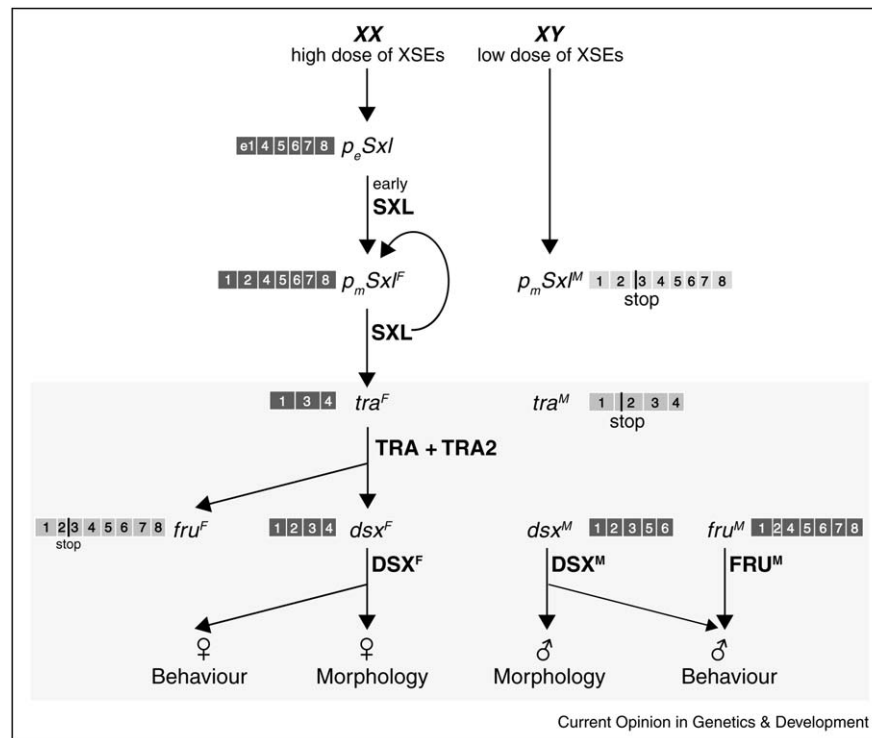 XX XY
high dose of XSEs low dose of XSEs
e1 4 5 6 7 8 pₑSxl
early
SXL
1 2 4 5 6 7 8 pₘSxlᶠ pₘSxlᴹ 1 2 3 4 5 6 7 8
stop
SXL
1 3 4 traᶠ traᴹ 1 2 3 4
stop
TRA + TRA2
1 2 3 4 5 6 7 8 fruᶠ 1 2 3 4 dsxᶠ dsxᴹ 1 2 3 5 6 fruᴹ 1 2 4 5 6 7 8
stop
DSXᶠ DSXᴹ FRUᴹ
♀ ♀ ♂ ♂
Behaviour Morphology Morphology Behaviour
Current Opinion in Genetics & Development